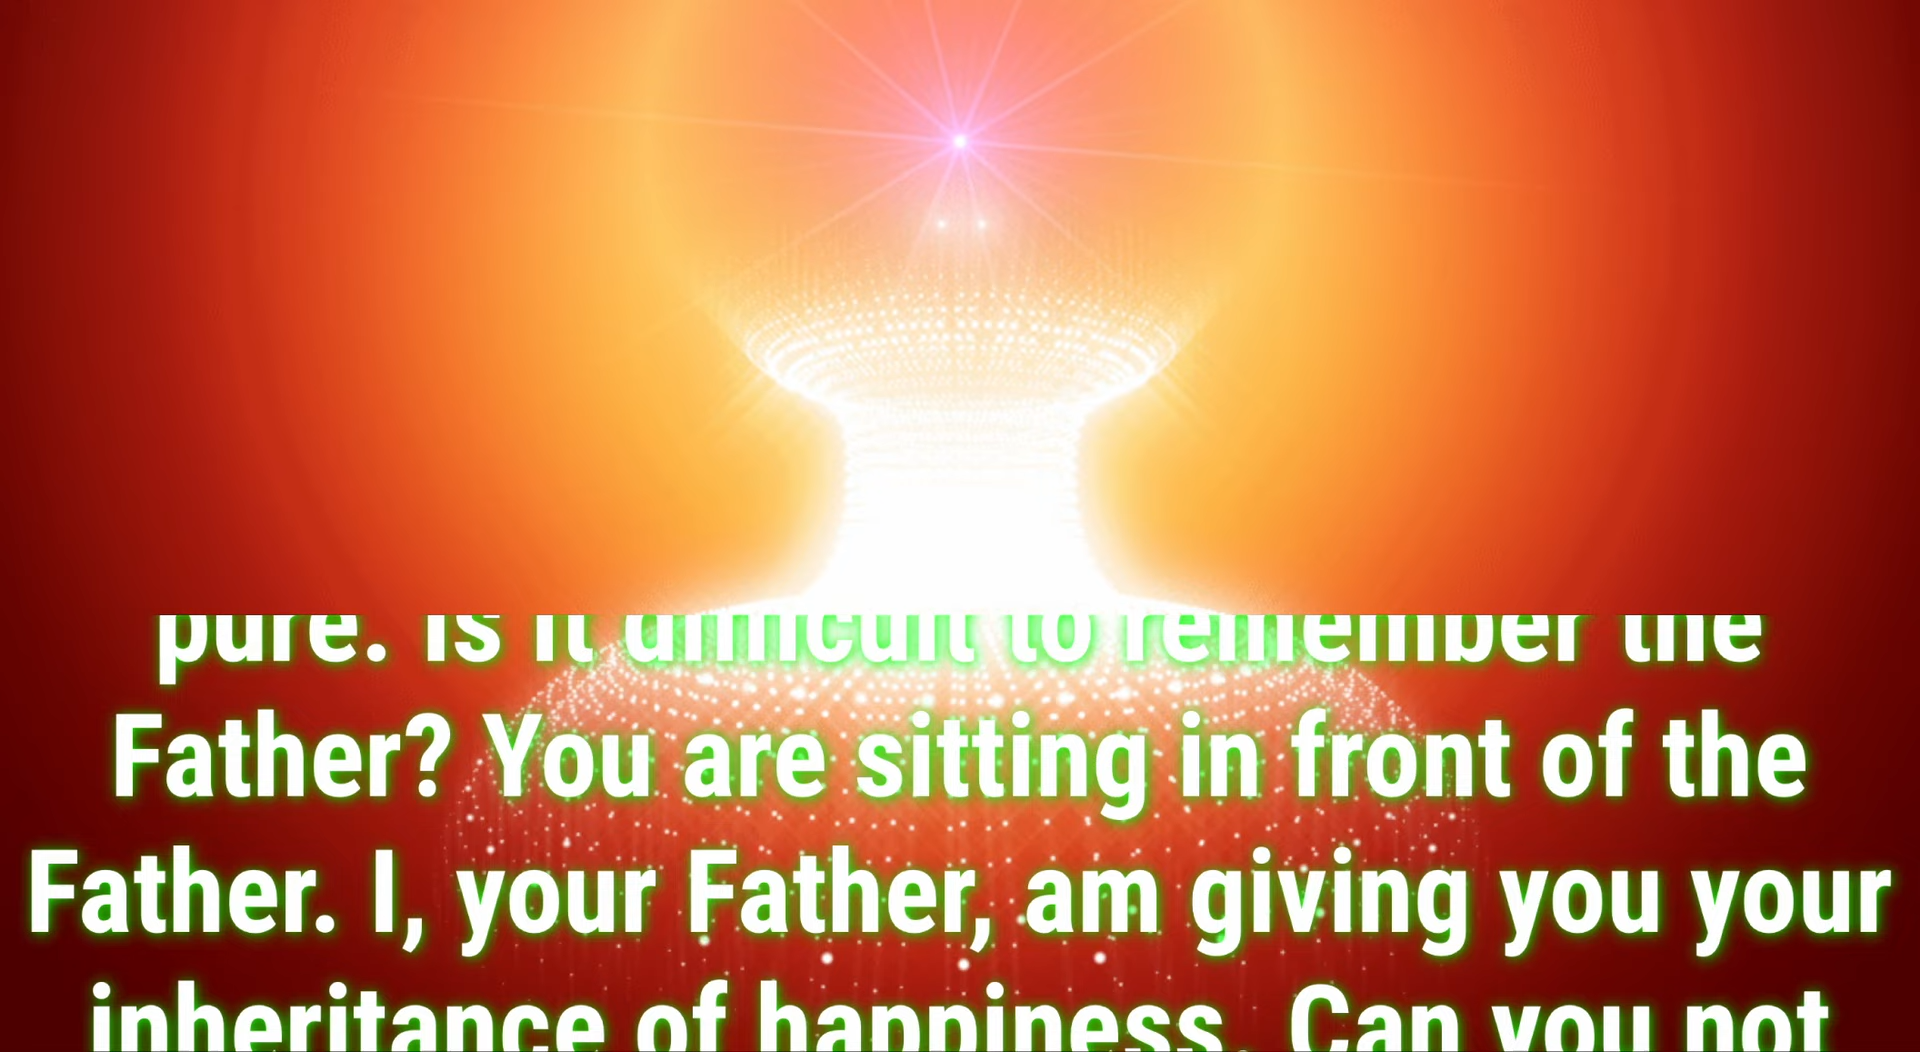 pure. Is it difficult to remember the
Father? You are sitting in front of the
Father. I, your Father, am giving you your
inheritance of happiness. Can you not